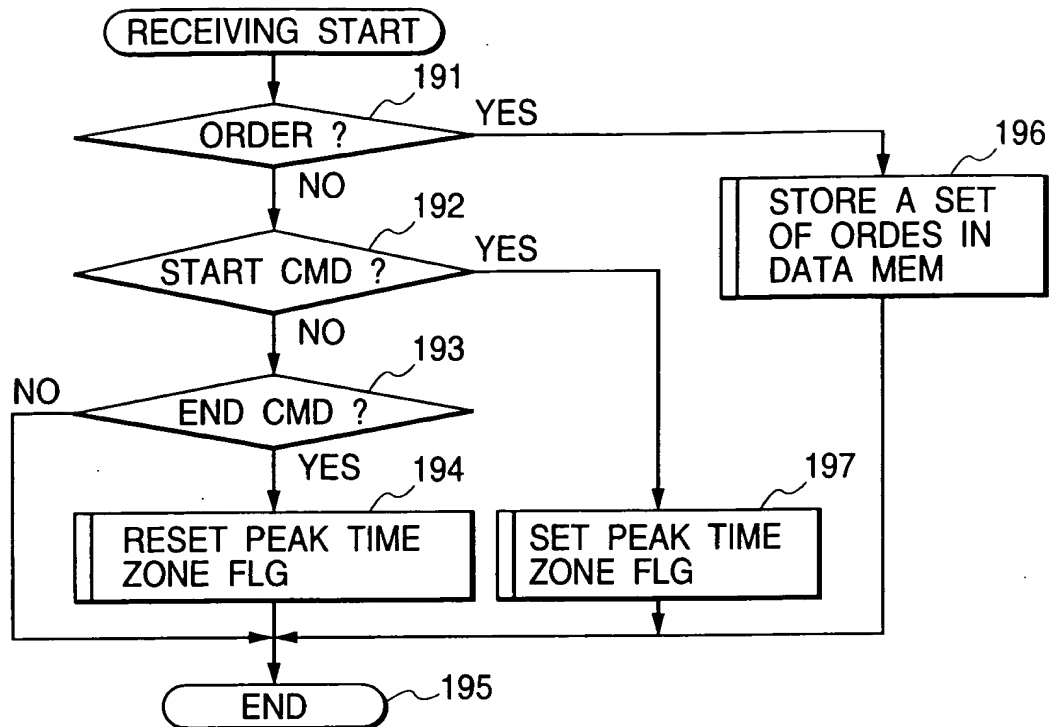 RECEIVING START
191
ORDER ?
YES
NO
196
STORE A SET
OF ORDES IN
DATA MEM
192
START CMD ?
YES
NO
193
NO
END CMD ?
YES
194
RESET PEAK TIME
ZONE FLG
197
SET PEAK TIME
ZONE FLG
END
195